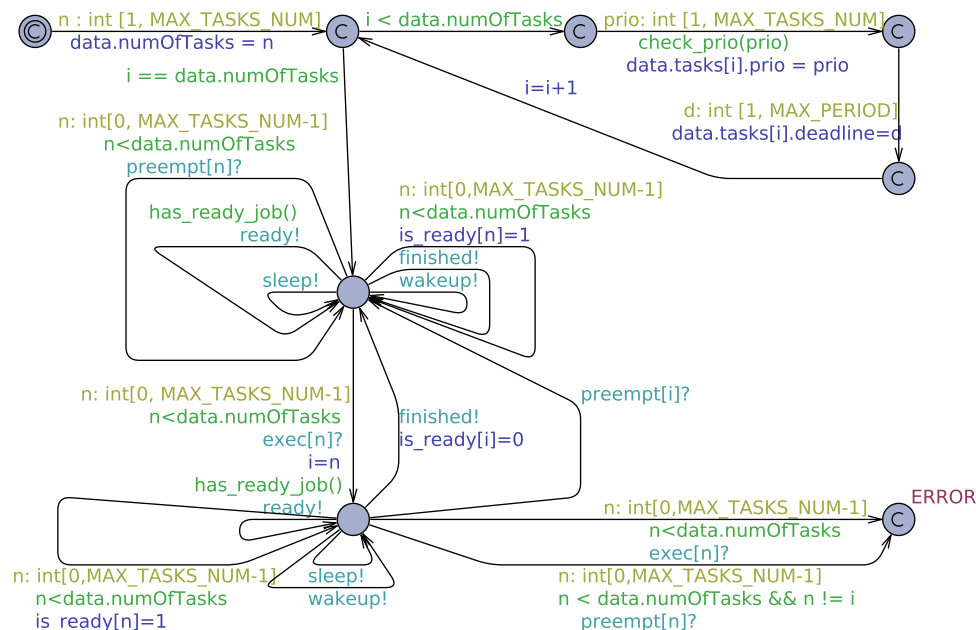 n : int [1, MAX_TASKS_NUM]
data.numOfTasks = n
i < data.numOfTasks
prio: int [1, MAX_TASKS_NUM]
check_prio(prio)
data.tasks[i].prio = prio
i == data.numOfTasks
i=i+1
d: int [1, MAX_PERIOD]
data.tasks[i].deadline=d
n: int[0, MAX_TASKS_NUM-1]
n<data.numOfTasks
preempt[n]?
has_ready_job()
ready!
sleep!
n: int[0,MAX_TASKS_NUM-1]
n<data.numOfTasks
is_ready[n]=1
finished!
wakeup!
n: int[0, MAX_TASKS_NUM-1]
n<data.numOfTasks
exec[n]?
i=n
finished!
is_ready[i]=0
preempt[i]?
has_ready_job()
ready!
ERROR
n: int[0,MAX_TASKS_NUM-1]
n<data.numOfTasks
exec[n]?
n: int[0,MAX_TASKS_NUM-1]
n<data.numOfTasks
is_ready[n]=1
sleep!
wakeup!
n: int[0,MAX_TASKS_NUM-1]
n < data.numOfTasks && n != i
preempt[n]?
C
C
C
C
C
C